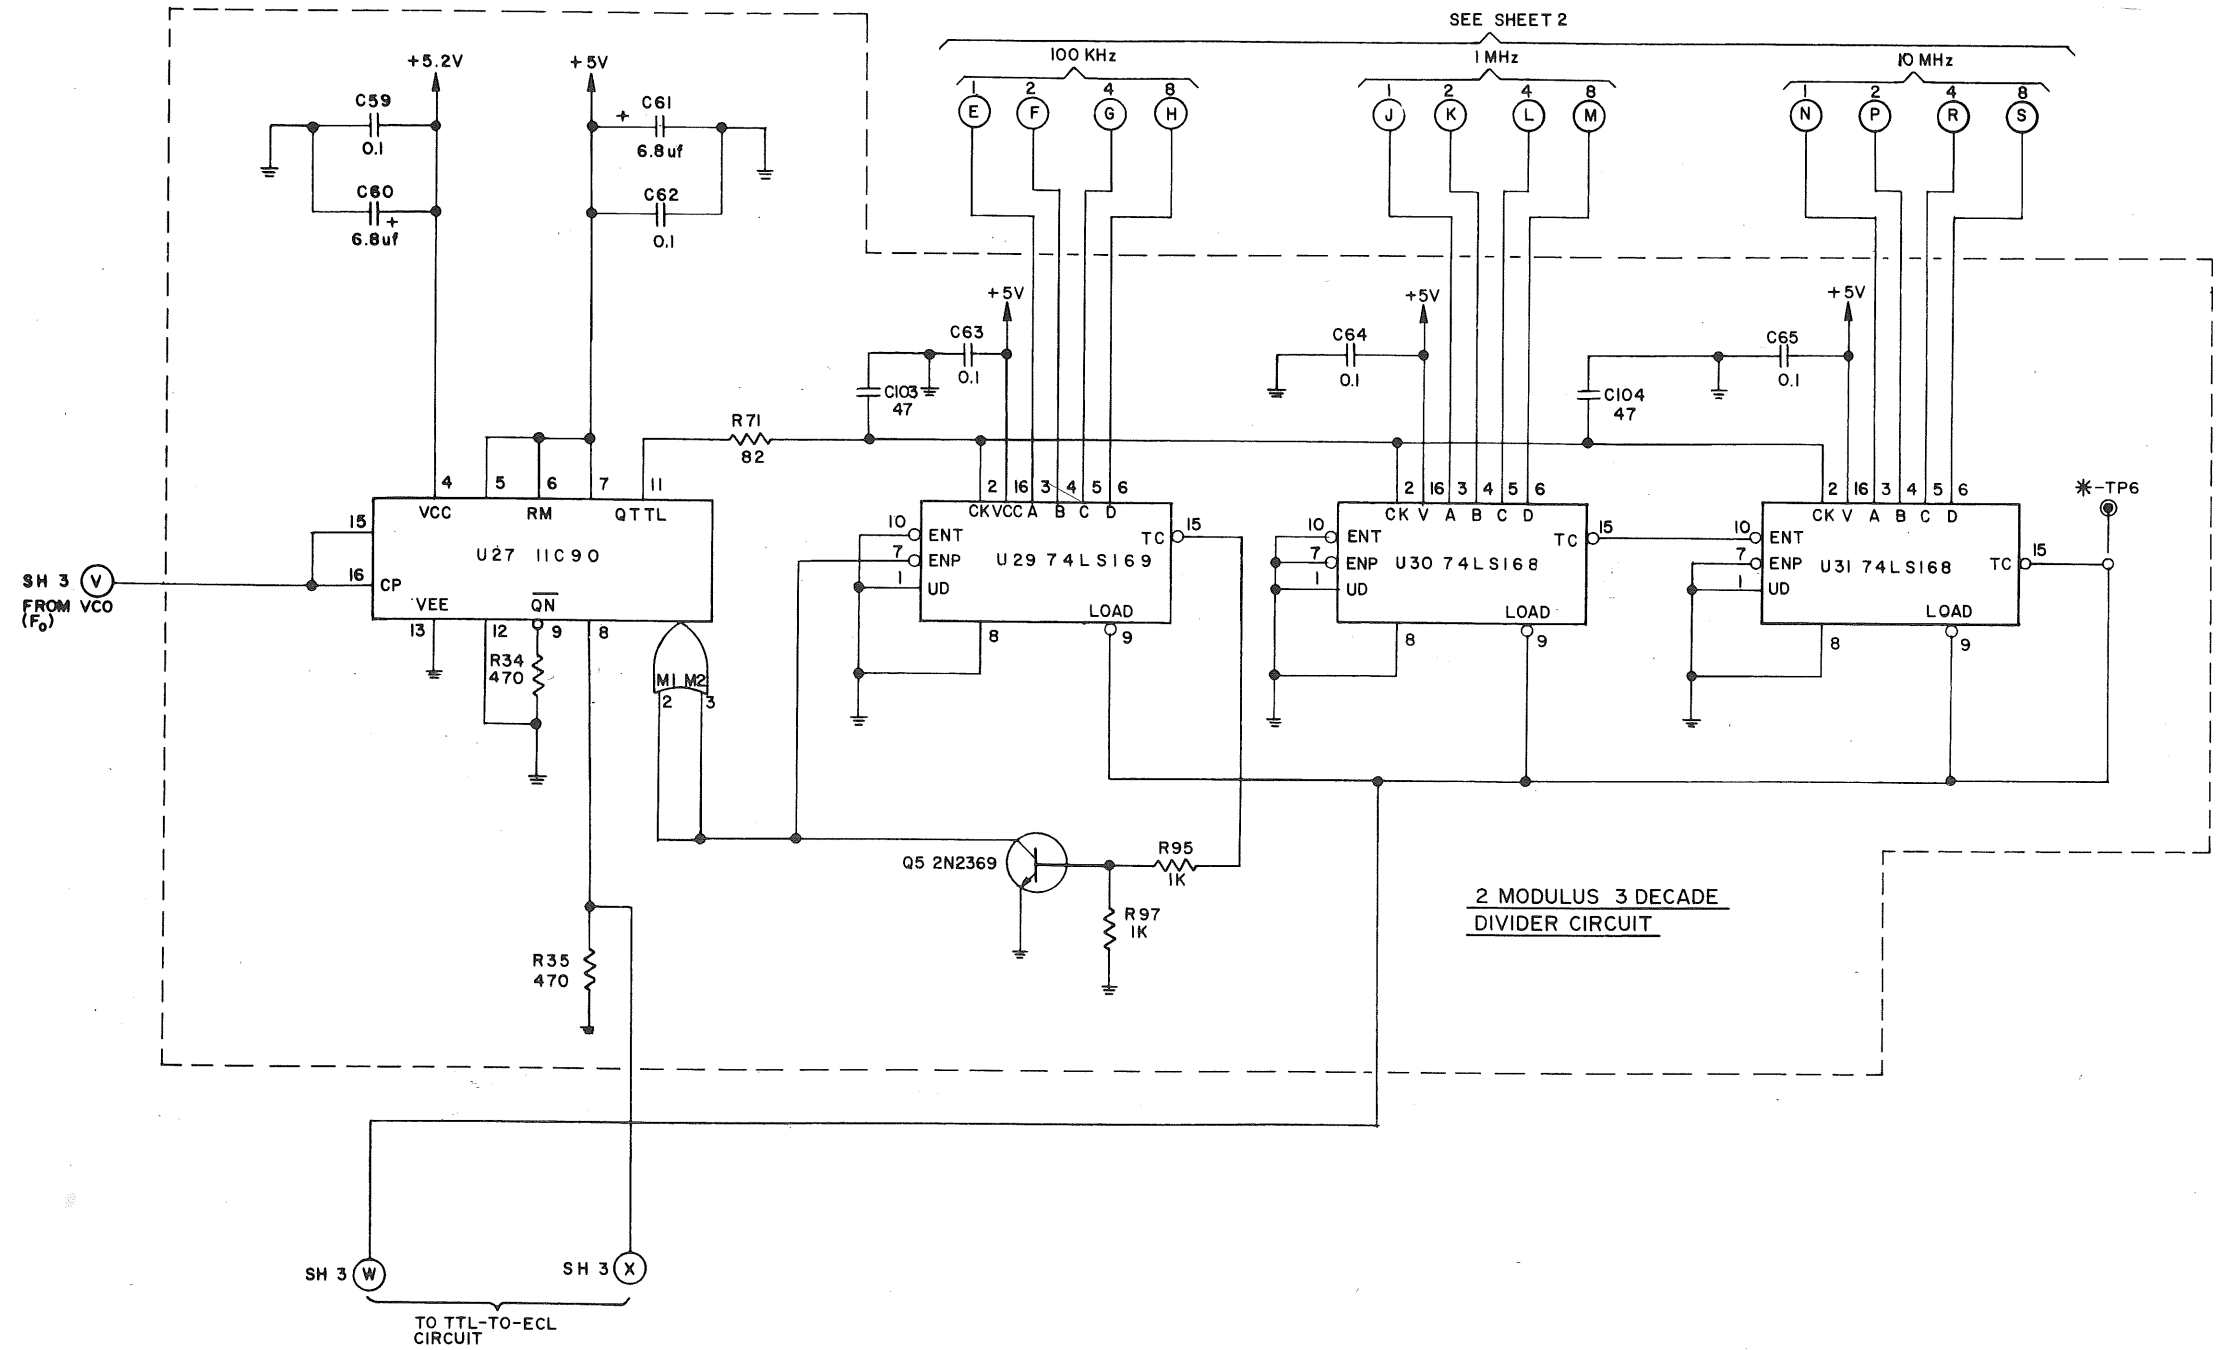 SEE SHEET 2
100 KHz
1 MHz
10 MHz
1 2 4 8
E F G H
1 2 4 8
J K L M
1 2 4 8
N P R S
+5.2V
+5V
C59
0.1
C60
+
6.8uf
+
C61
6.8uf
C62
0.1
+5V
C63
0.1
C103
47
+5V
C64
0.1
+5V
C65
0.1
C104
47
R71
82
4 5 6 7 11
VCC RM QTTL
15
16 CP
U27 11C90
VEE QN
13 12 9 8
SH 3 V
FROM VCO
(F0)
R34
470
M1 M2
2 3
2 16 3 4 5 6
CK VCC A B C D
10 ENT
7 ENP
1 UD
U29 74LS169
TC 15
LOAD
8 9
2 16 3 4 5 6
CK V A B C D
10 ENT
7 ENP
1 UD
U30 74LS168
TC 15
LOAD
8 9
2 16 3 4 5 6
CK V A B C D
10 ENT
7 ENP
1 UD
U31 74LS168
TC 15
LOAD
8 9
*-TP6
Q5 2N2369
R95
1K
R97
1K
R35
470
2 MODULUS 3 DECADE
DIVIDER CIRCUIT
SH 3 W
SH 3 X
TO TTL-TO-ECL
CIRCUIT